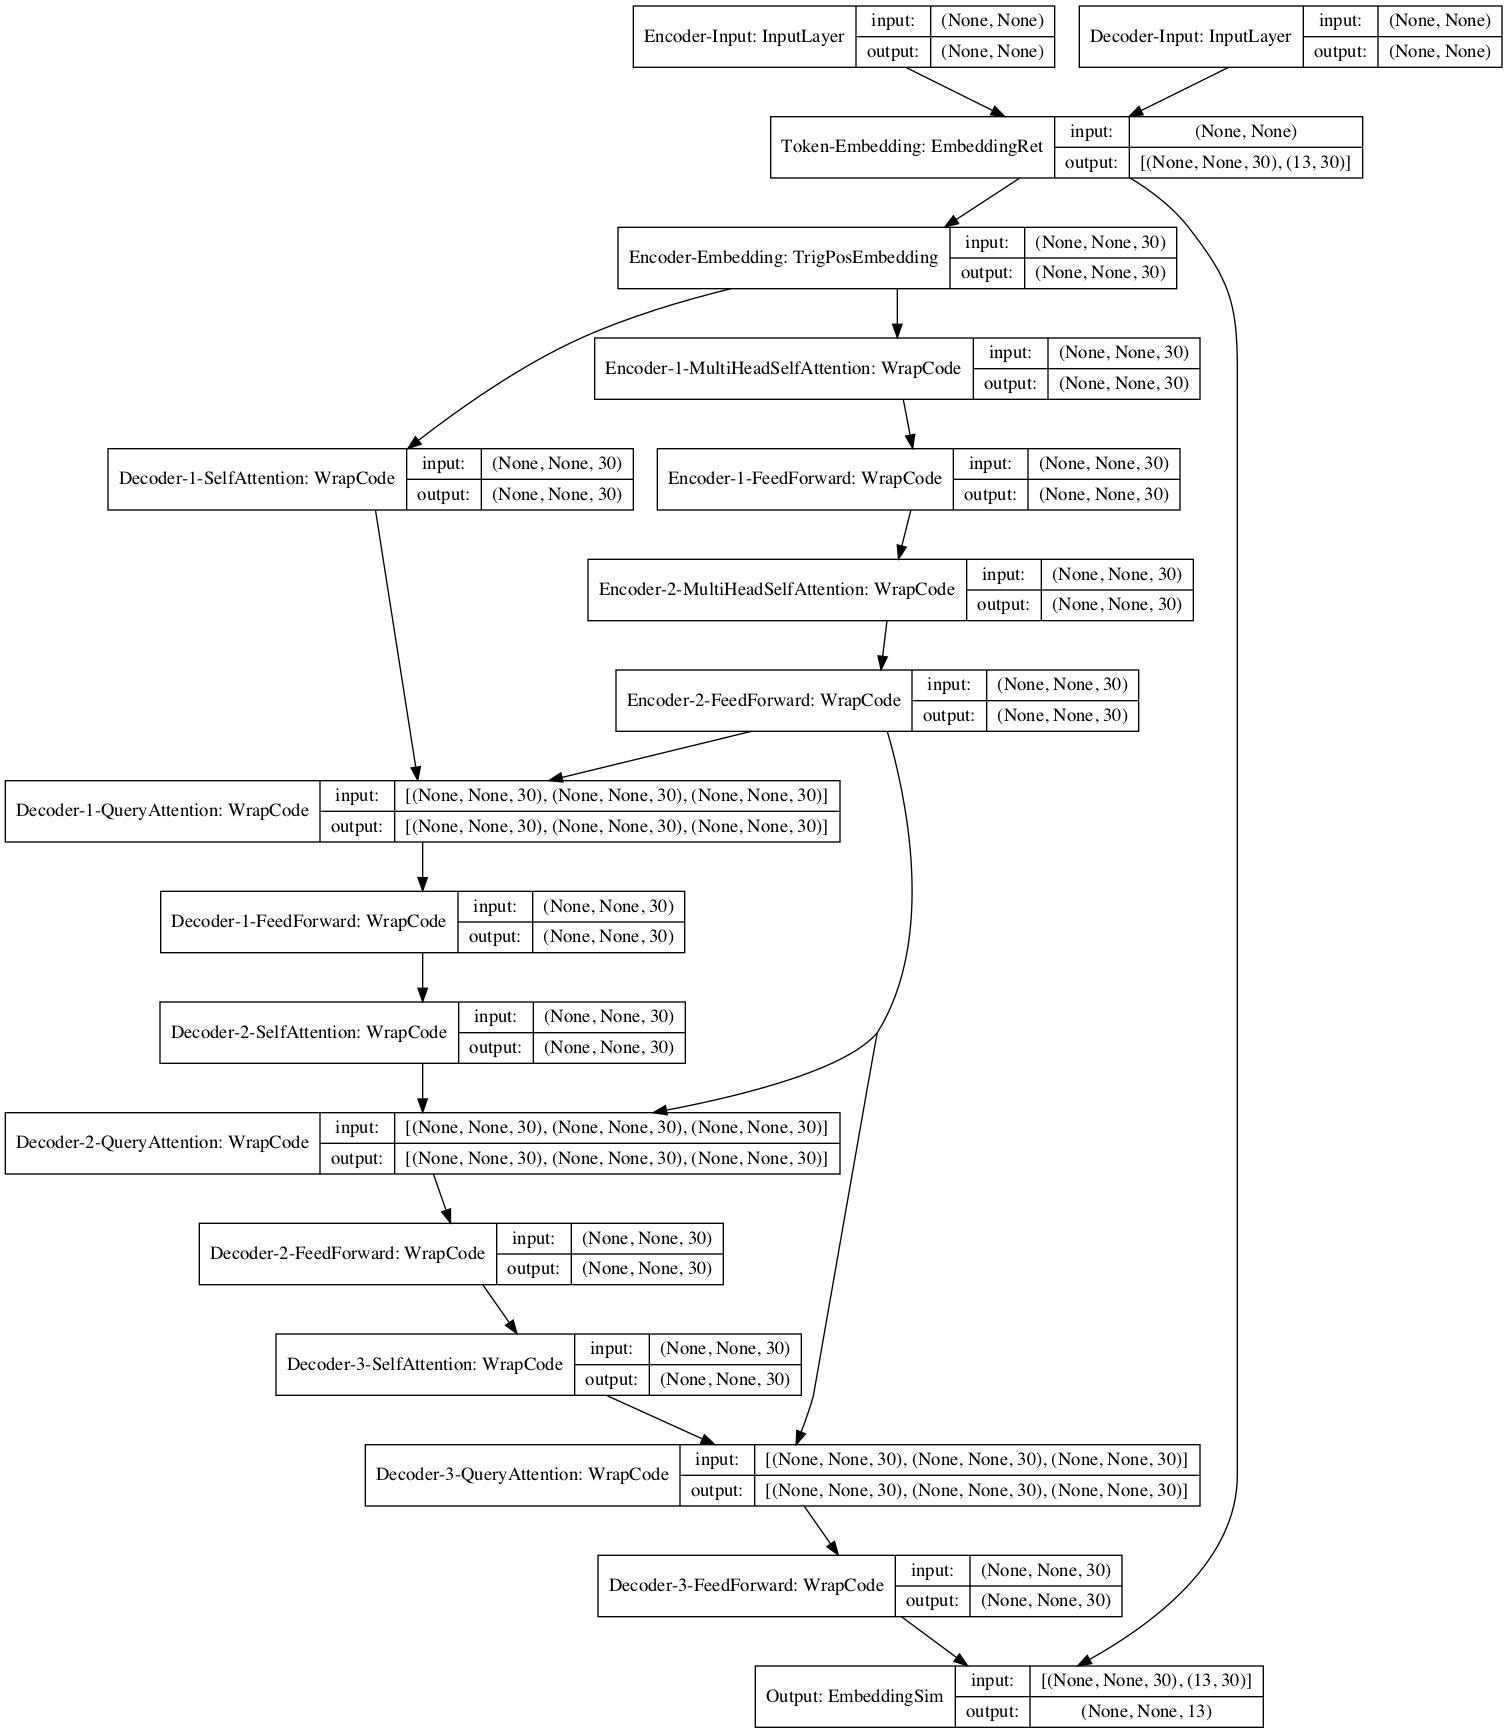 Encoder-Input: InputLayer
input:
(None, None)
output:
(None, None)
Decoder-Input: InputLayer
input:
(None, None)
output:
(None, None)
Token-Embedding: EmbeddingRet
input:
(None, None)
output:
[(None, None, 30), (13, 30)]
Encoder-Embedding: TrigPosEmbedding
input:
(None, None, 30)
output:
(None, None, 30)
Encoder-1-MultiHeadSelfAttention: WrapCode
input:
(None, None, 30)
output:
(None, None, 30)
Decoder-1-SelfAttention: WrapCode
input:
(None, None, 30)
output:
(None, None, 30)
Encoder-1-FeedForward: WrapCode
input:
(None, None, 30)
output:
(None, None, 30)
Encoder-2-MultiHeadSelfAttention: WrapCode
input:
(None, None, 30)
output:
(None, None, 30)
Encoder-2-FeedForward: WrapCode
input:
(None, None, 30)
output:
(None, None, 30)
Decoder-1-QueryAttention: WrapCode
input:
[(None, None, 30), (None, None, 30), (None, None, 30)]
output:
[(None, None, 30), (None, None, 30), (None, None, 30)]
Decoder-1-FeedForward: WrapCode
input:
(None, None, 30)
output:
(None, None, 30)
Decoder-2-SelfAttention: WrapCode
input:
(None, None, 30)
output:
(None, None, 30)
Decoder-2-QueryAttention: WrapCode
input:
[(None, None, 30), (None, None, 30), (None, None, 30)]
output:
[(None, None, 30), (None, None, 30), (None, None, 30)]
Decoder-2-FeedForward: WrapCode
input:
(None, None, 30)
output:
(None, None, 30)
Decoder-3-SelfAttention: WrapCode
input:
(None, None, 30)
output:
(None, None, 30)
Decoder-3-QueryAttention: WrapCode
input:
[(None, None, 30), (None, None, 30), (None, None, 30)]
output:
[(None, None, 30), (None, None, 30), (None, None, 30)]
Decoder-3-FeedForward: WrapCode
input:
(None, None, 30)
output:
(None, None, 30)
Output: EmbeddingSim
input:
[(None, None, 30), (13, 30)]
output:
(None, None, 13)